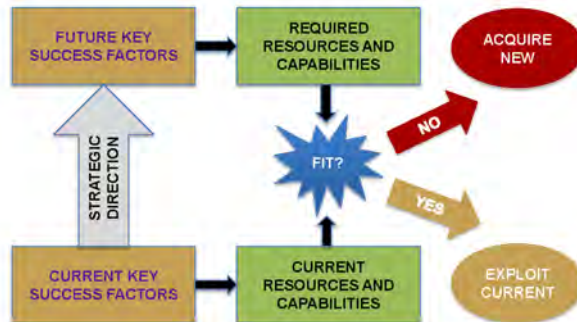 FUTURE KEY
SUCCESS FACTORS
REQUIRED
RESOURCES AND
CAPABILITIES
ACQUIRE
NEW
STRATEGIC
DIRECTION
FIT?
NO
YES
CURRENT KEY
SUCCESS FACTORS
CURRENT
RESOURCES AND
CAPABILITIES
EXPLOIT
CURRENT